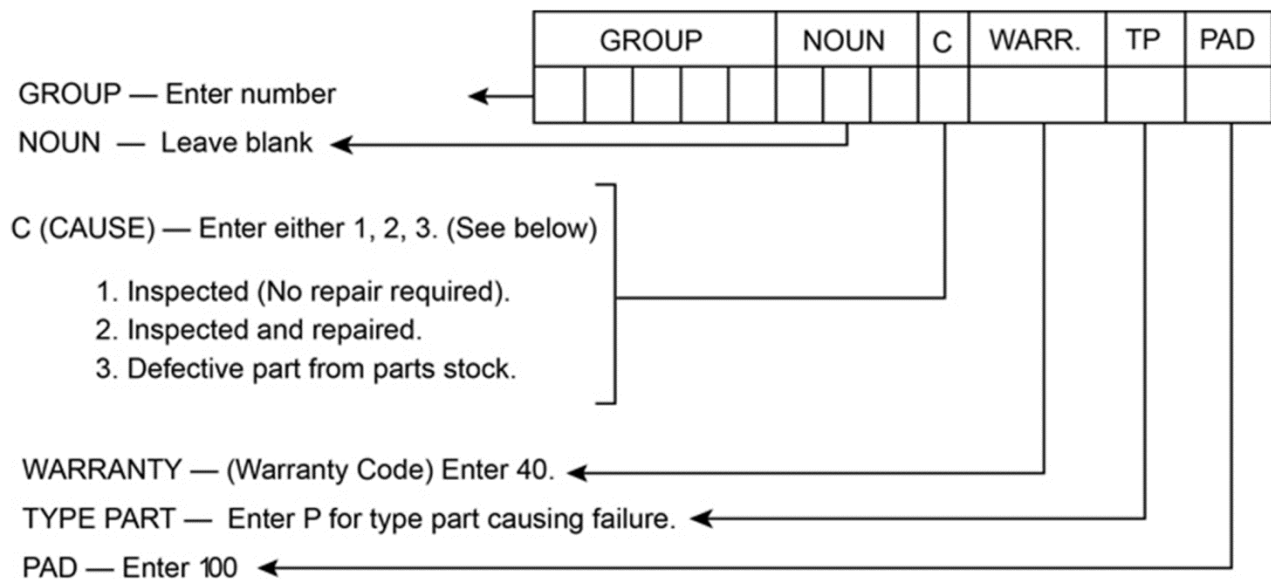 GROUP NOUN C WARR. TP PAD
GROUP — Enter number
NOUN — Leave blank
C (CAUSE) — Enter either 1, 2, 3. (See below)
1. Inspected (No repair required).
2. Inspected and repaired.
3. Defective part from parts stock.
WARRANTY — (Warranty Code) Enter 40.
TYPE PART — Enter P for type part causing failure.
PAD — Enter 100